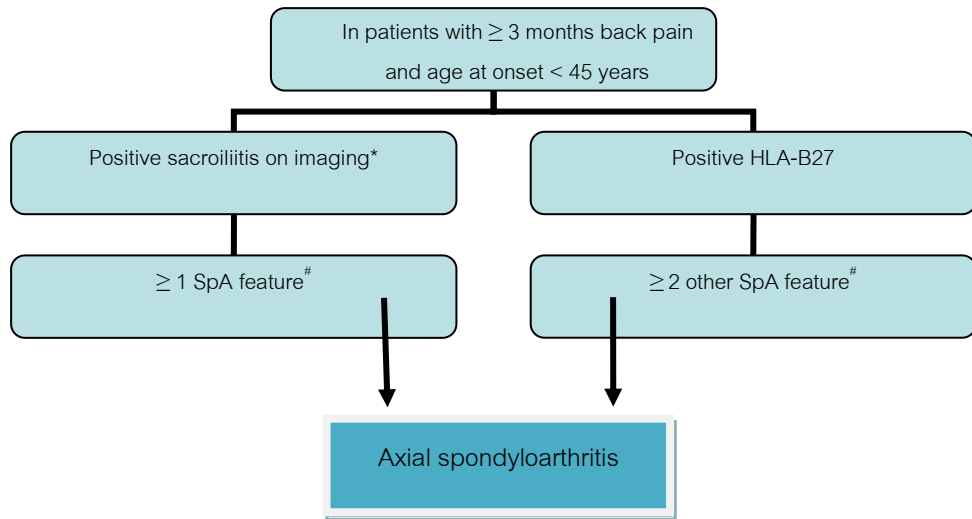 In patients with ≥ 3 months back pain
and age at onset < 45 years
Positive sacroiliitis on imaging*
Positive HLA-B27
≥ 1 SpA feature#
≥ 2 other SpA feature#
Axial spondyloarthritis